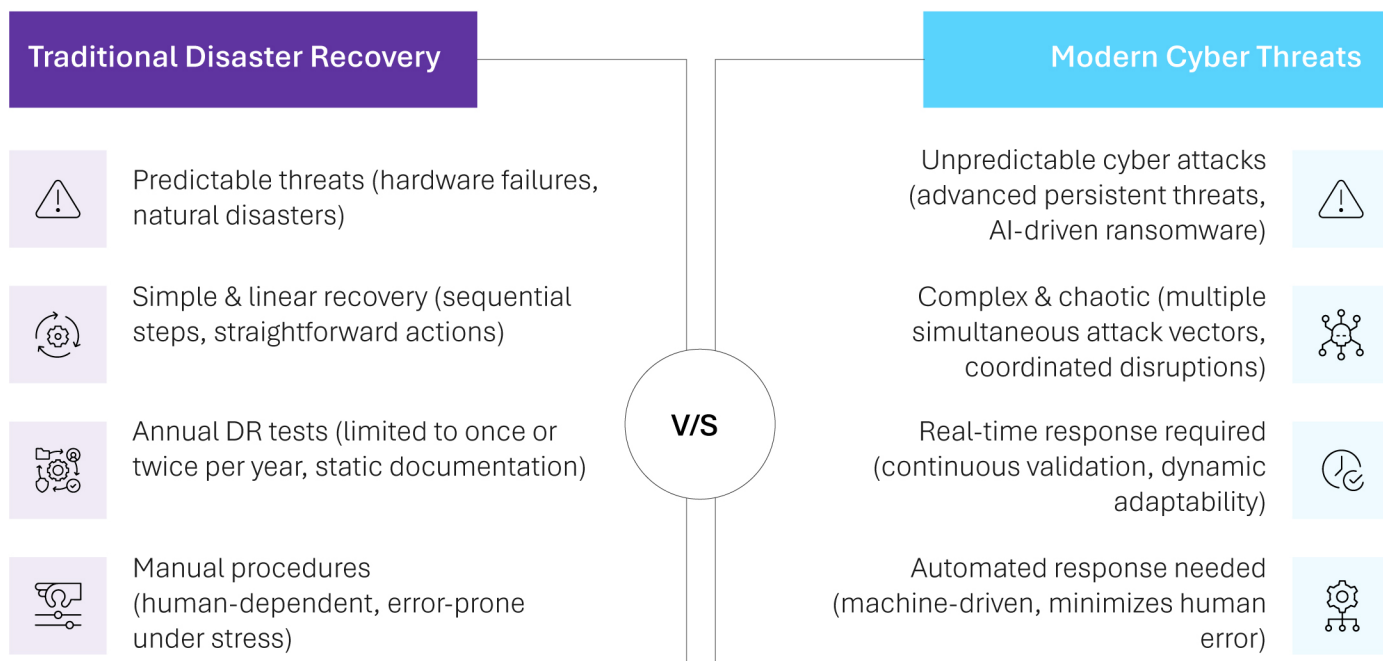 Traditional Disaster Recovery
Predictable threats (hardware failures,
natural disasters)
Simple & linear recovery (sequential
steps, straightforward actions)
Annual DR tests (limited to once or
twice per year, static documentation)
Manual procedures
(human-dependent, error-prone
under stress)
V/S
Modern Cyber Threats
Unpredictable cyber attacks
(advanced persistent threats,
AI-driven ransomware)
Complex & chaotic (multiple
simultaneous attack vectors,
coordinated disruptions)
Real-time response required
(continuous validation, dynamic
adaptability)
Automated response needed
(machine-driven, minimizes human
error)